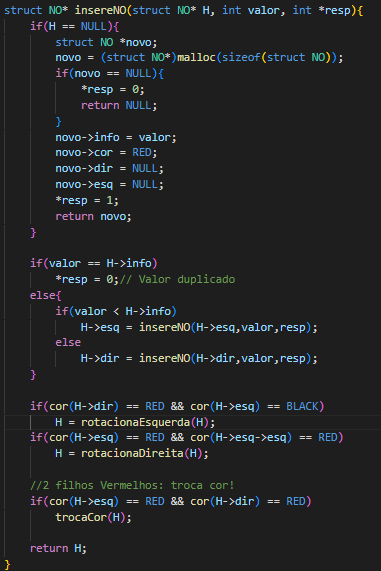 struct NO* insereNO(struct NO* H, int valor, int *resp){
    if(H == NULL){
        struct NO *novo;
        novo = (struct NO*)malloc(sizeof(struct NO));
        if(novo == NULL){
            *resp = 0;
            return NULL;
        }
        novo->info = valor;
        novo->cor = RED;
        novo->dir = NULL;
        novo->esq = NULL;
        *resp = 1;
        return novo;
    }

    if(valor == H->info)
        *resp = 0;// Valor duplicado
    else{
        if(valor < H->info)
            H->esq = insereNO(H->esq,valor,resp);
        else
            H->dir = insereNO(H->dir,valor,resp);
    }

    if(cor(H->dir) == RED && cor(H->esq) == BLACK)
        H = rotacionaEsquerda(H);
    if(cor(H->esq) == RED && cor(H->esq->esq) == RED)
        H = rotacionaDireita(H);

    //2 filhos Vermelhos: troca cor!
    if(cor(H->esq) == RED && cor(H->dir) == RED)
        trocaCor(H);

    return H;
}